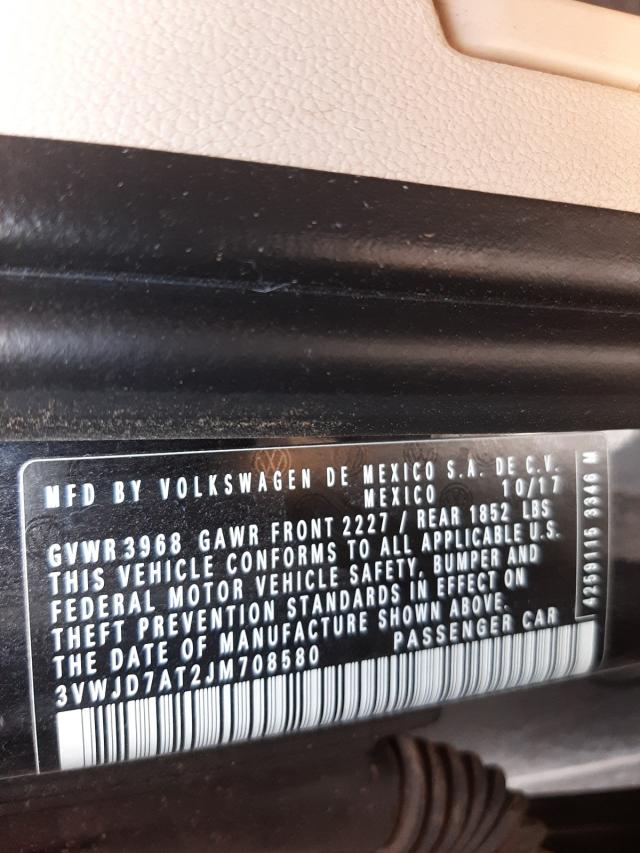 MFD BY VOLKSWAGEN DE MEXICO S.A. DE C.V.
MEXICO 10/17
GVWR 3968 GAWR FRONT 2227 / REAR 1852 LBS
THIS VEHICLE CONFORMS TO ALL APPLICABLE U.S.
FEDERAL MOTOR VEHICLE SAFETY, BUMPER AND
THEFT PREVENTION STANDARDS IN EFFECT ON
THE DATE OF MANUFACTURE SHOWN ABOVE.
3VWJD7AT2JM708580 PASSENGER CAR
4259115 3346 M